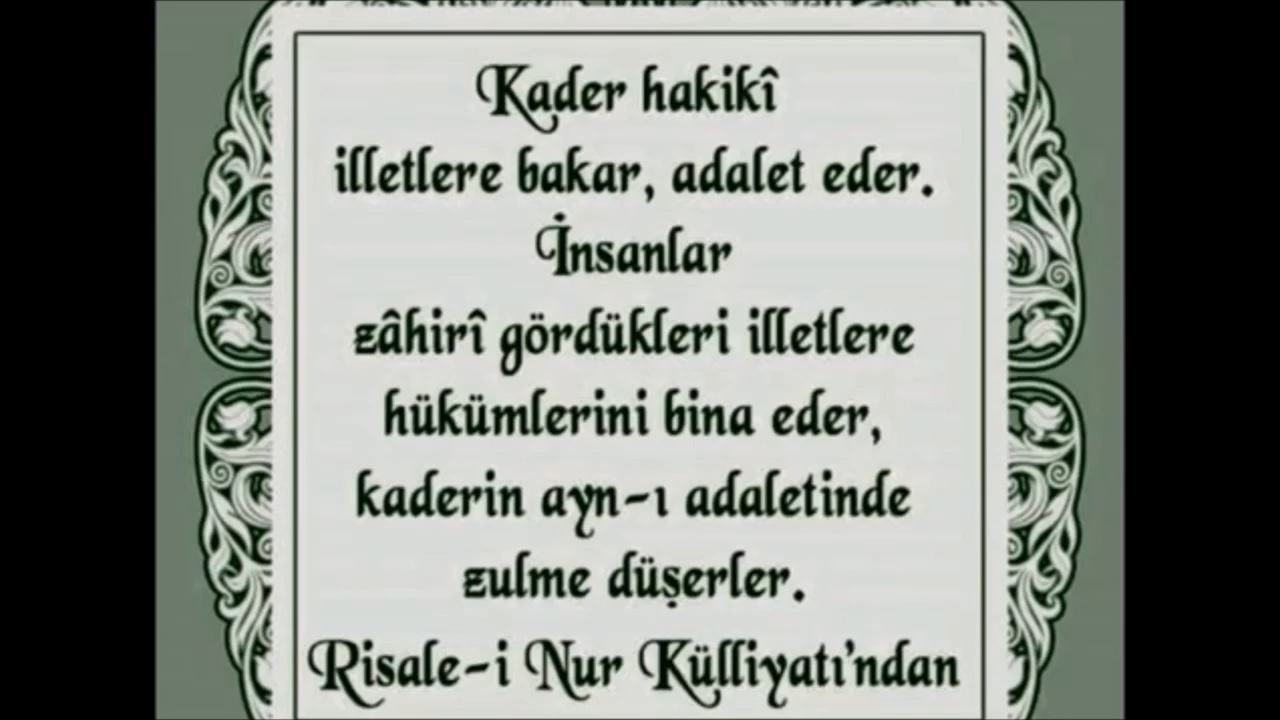 Kader hakikî
illetlere bakar, adalet eder.
İnsanlar
zâhirî gördükleri illetlere
hükümlerini bina eder,
kaderin ayn-ı adaletinde
zulme düşerler.
Risale-i Nur Külliyatı'ndan